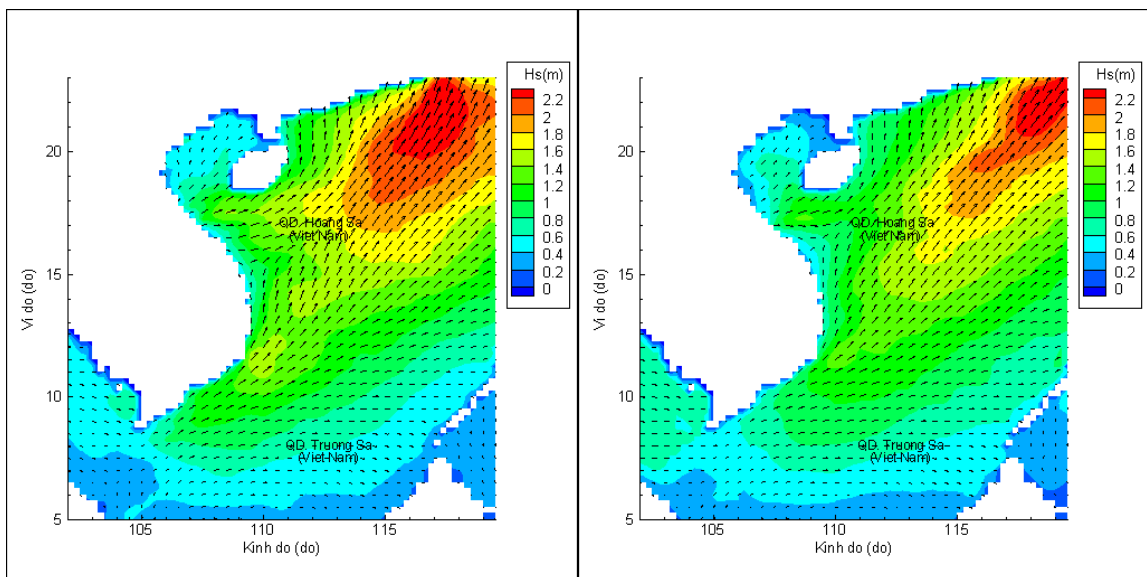 Hs(m)
2.2
2
1.8
1.6
1.4
1.2
1
0.8
0.6
0.4
0.2
0
20
15
10
5
Vi do (do)
QD. Hoang Sa
(Viet Nam)
QD. Truong Sa
(Viet Nam)
105
110
115
Kinh do (do)
Hs(m)
2.2
2
1.8
1.6
1.4
1.2
1
0.8
0.6
0.4
0.2
0
20
15
10
5
Vi do (do)
QD. Hoang Sa
(Viet Nam)
QD. Truong Sa
(Viet Nam)
105
110
115
Kinh do (do)